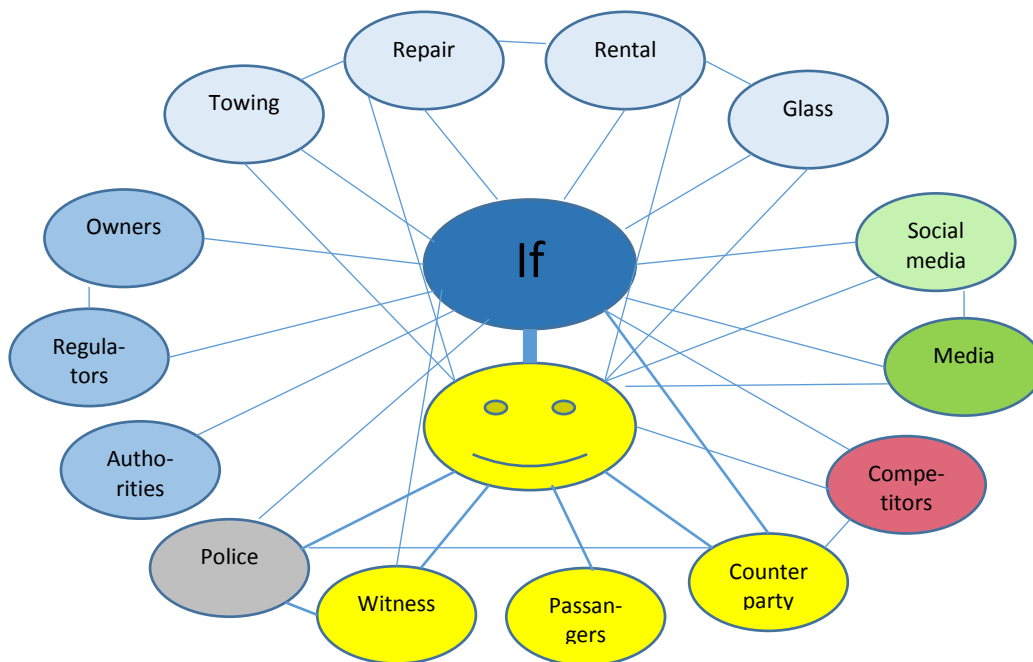 Repair
Rental
Towing
Glass
Owners
If
Social
media
Regula-
tors
Media
Autho-
rities
Compe-
titors
Police
Witness
Passan-
gers
Counter
party